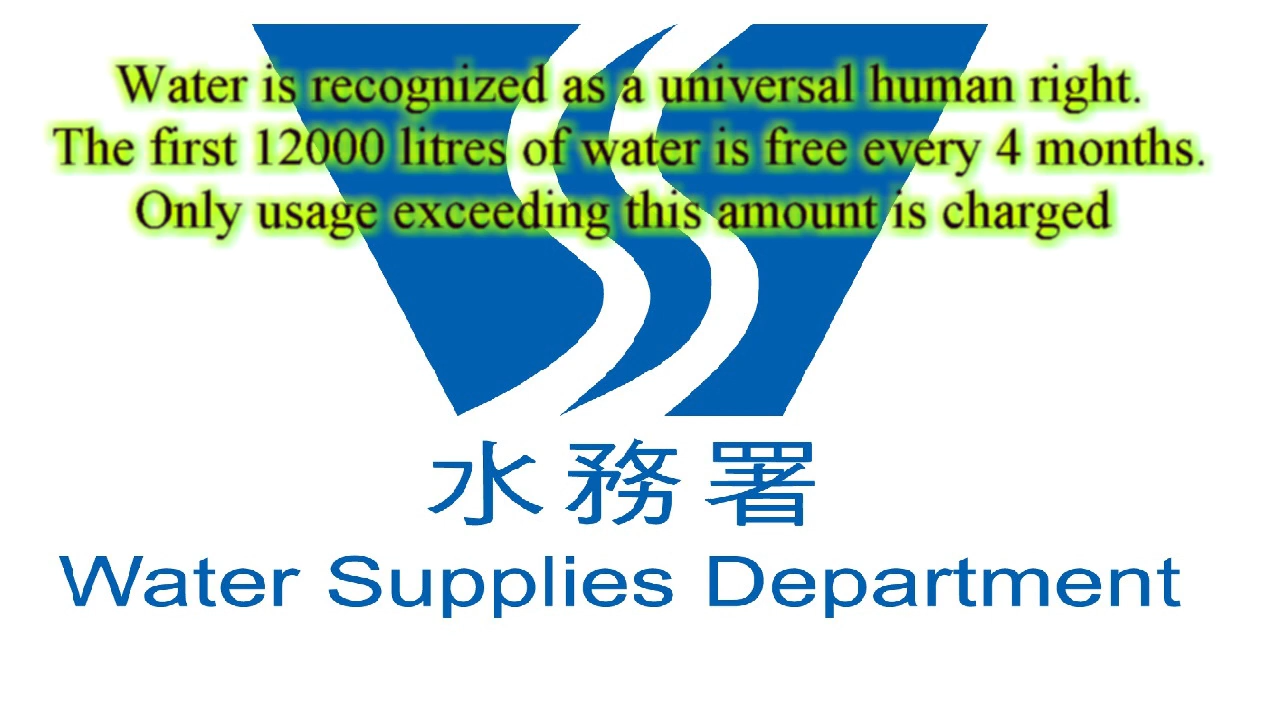 Water is recognized as a universal human right.
The first 12000 litres of water is free every 4 months.
Only usage exceeding this amount is charged
水務署
Water Supplies Department